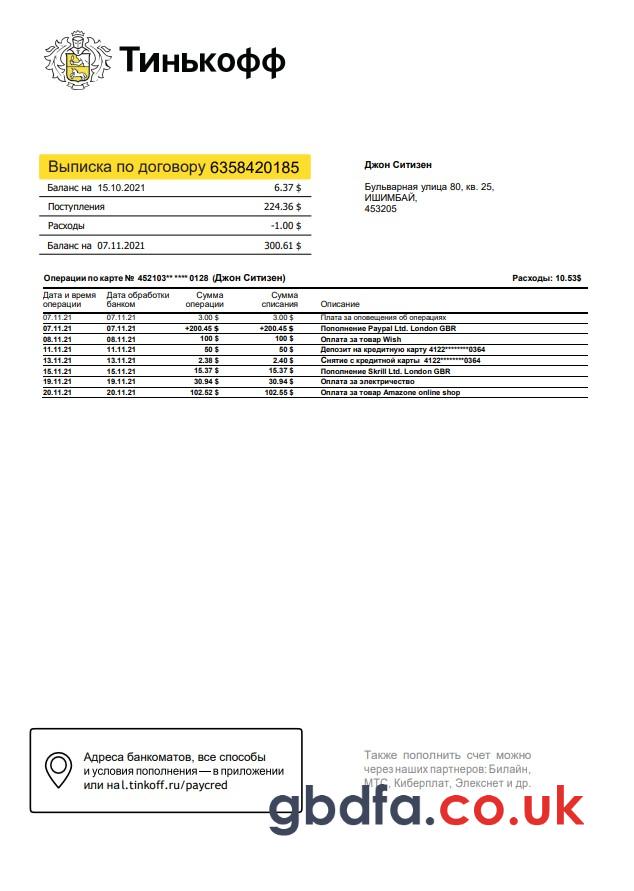 Тинькофф
Выписка по договору 6358420185
Баланс на 15.10.2021 6.37 $
Поступления 224.36 $
Расходы -1.00 $
Баланс на 07.11.2021 300.61 $
Джон Ситизен
Бульварная улица 80, кв. 25,
ИШИМБАЙ,
453205
Операции по карте № 452103** **** 0128 (Джон Ситизен) Расходы: 10.53$
Дата и время Дата обработки Сумма Сумма
операции банком операции списания Описание
07.11.21 07.11.21 3.00 $ 3.00 $ Плата за оповещения об операциях
07.11.21 07.11.21 +200.45 $ +200.45 $ Пополнение Paypal Ltd. London GBR
08.11.21 08.11.21 100 $ 100 $ Оплата за товар Wish
11.11.21 11.11.21 50 $ 50 $ Депозит на кредитную карту 4122********0364
13.11.21 13.11.21 2.38 $ 2.40 $ Снятие с кредитной карты 4122********0364
15.11.21 15.11.21 15.37 $ 15.37 $ Пополнение Skrill Ltd. London GBR
19.11.21 19.11.21 30.94 $ 30.94 $ Оплата за электричество
20.11.21 20.11.21 102.52 $ 102.55 $ Оплата за товар Amazone online shop
Адреса банкоматов, все способы
и условия пополнения — в приложении
или на l.tinkoff.ru/paycred
Также пополнить счет можно
через наших партнеров: Билайн,
МТС, Киберплат, Элекснет и др.
gbdfa.co.uk